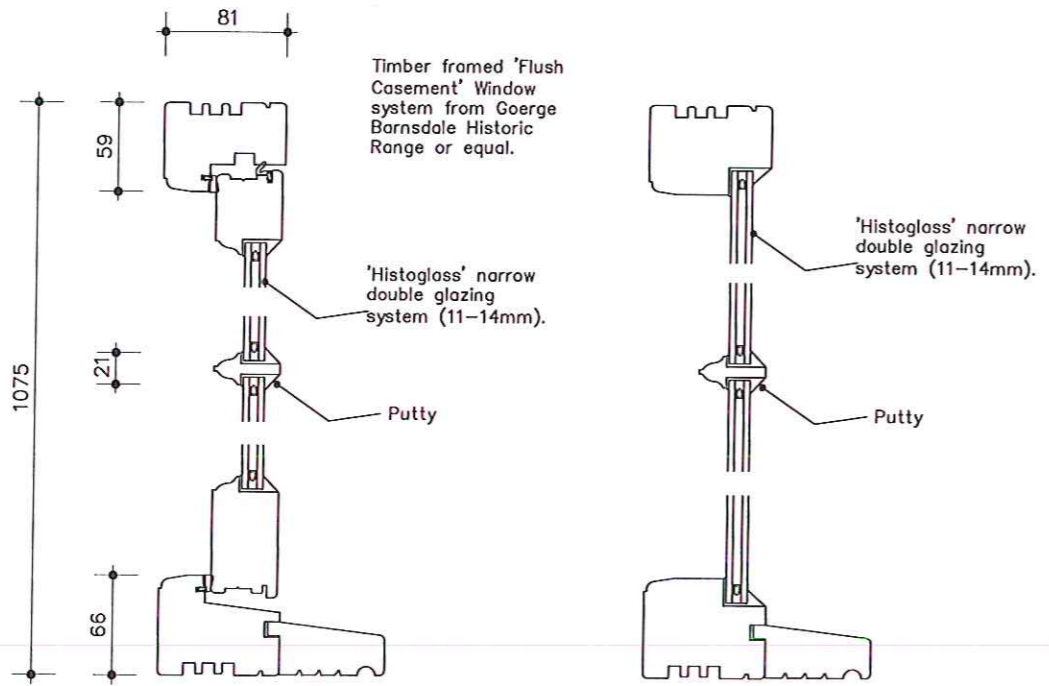 81
Timber framed 'Flush
Casement' Window
system from Goerge
Barnsdale Historic
Range or equal.
59
'Histoglass' narrow
double glazing
system (11–14mm).
'Histoglass' narrow
double glazing
system (11–14mm).
21
1075
Putty
Putty
66